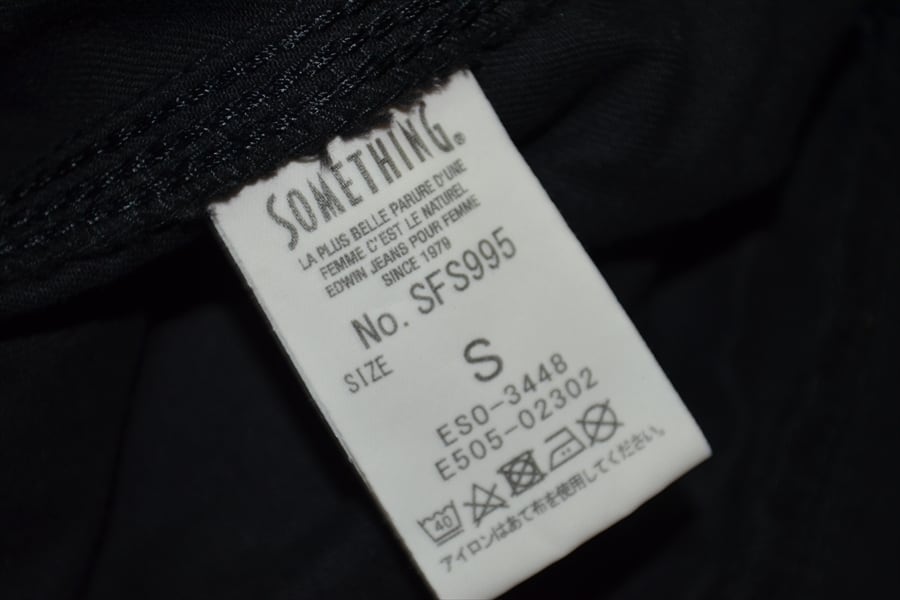 SOMETHING®
LA PLUS BELLE PARURE D'UNE
FEMME C'EST LE NATUREL
EDWIN JEANS POUR FEMME
SINCE 1979
No. SFS995
SIZE S
ESO-3448
E505-02302
40
アイロンはあて布を使用してください。